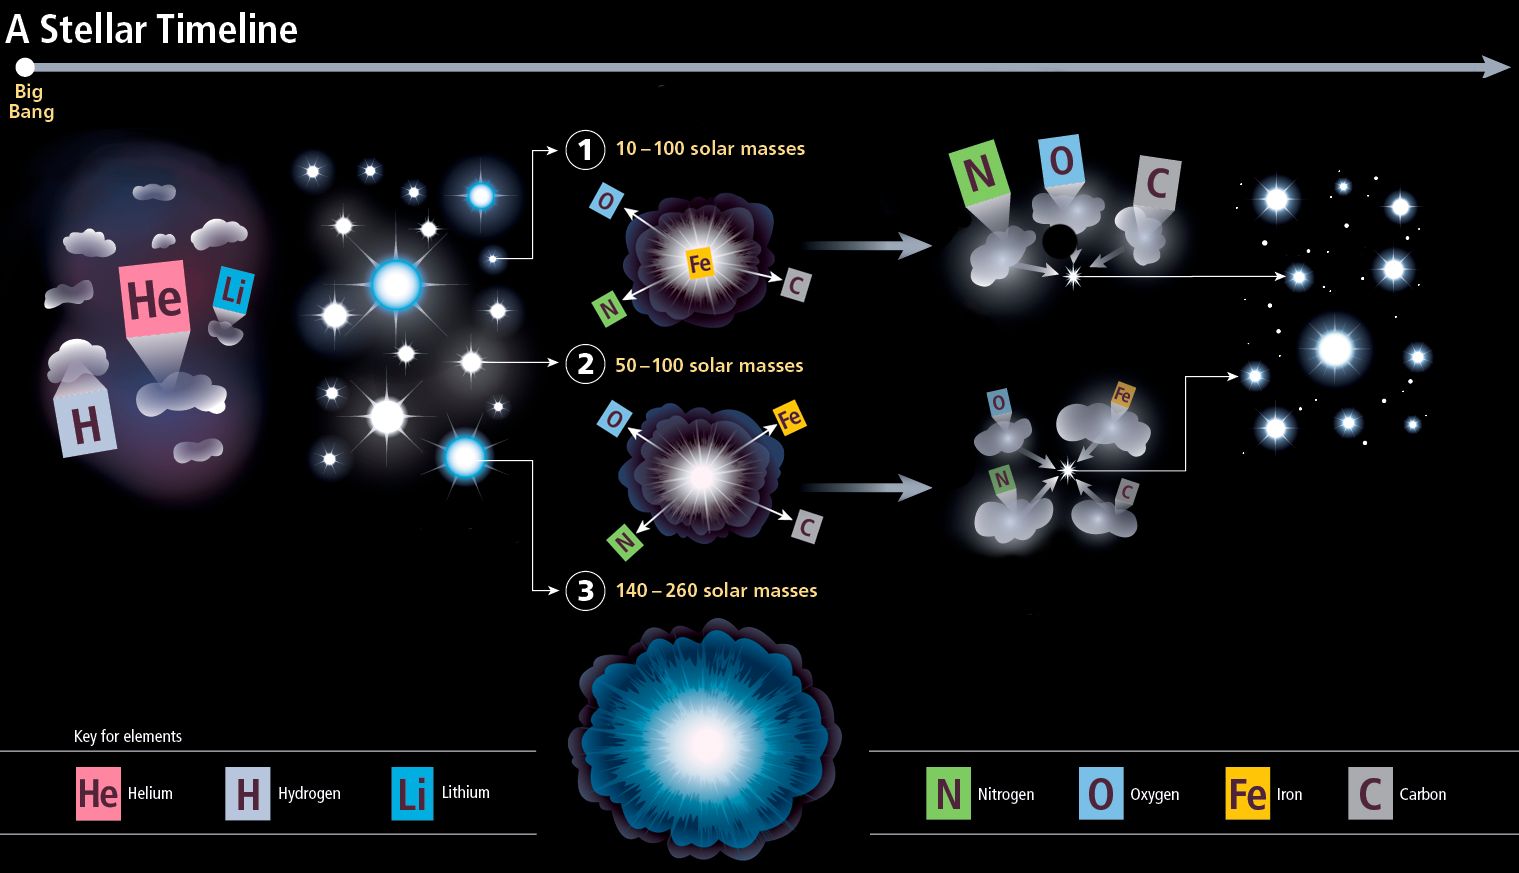 A Stellar Timeline
Big
Bang
He
Li
H
1 10–100 solar masses
O
Fe
C
N
2 50–100 solar masses
O
Fe
N
C
3 140–260 solar masses
N
O
C
O
Fe
N
C
Key for elements
He Helium
H Hydrogen
Li Lithium
N Nitrogen
O Oxygen
Fe Iron
C Carbon